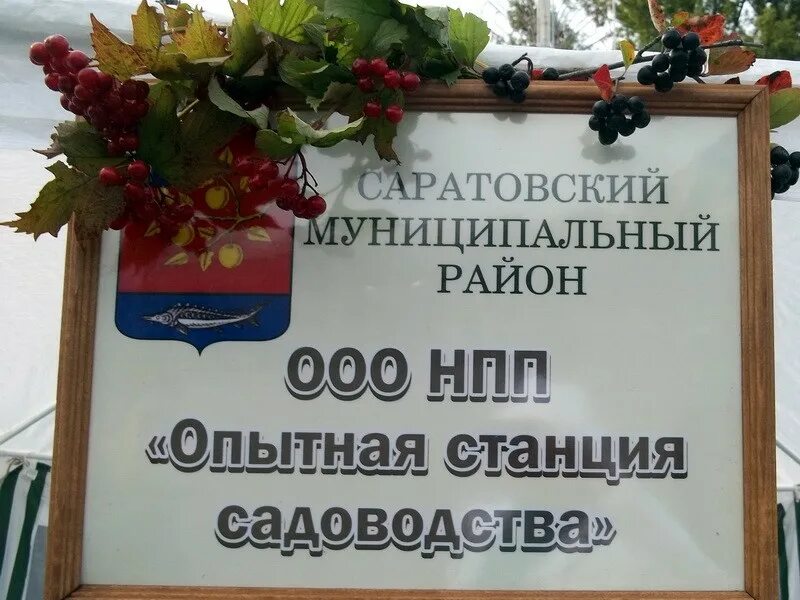 САРАТОВСКИЙ
МУНИЦИПАЛЬНЫЙ
РАЙОН
ООО НПП
«Опытная станция
садоводства»